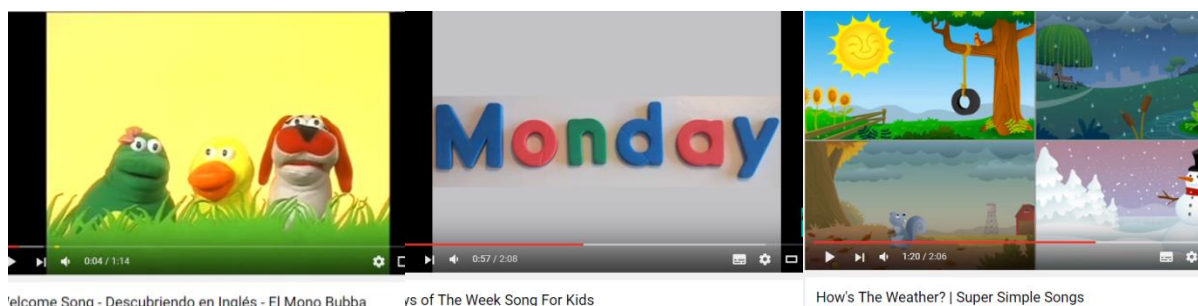 Monday
0:04 / 1:14
0:57 / 2:08
1:20 / 2:06
elcome Song - Descubriendo en Inglés - El Mono Bubba
ys of The Week Song For Kids
How's The Weather? | Super Simple Songs